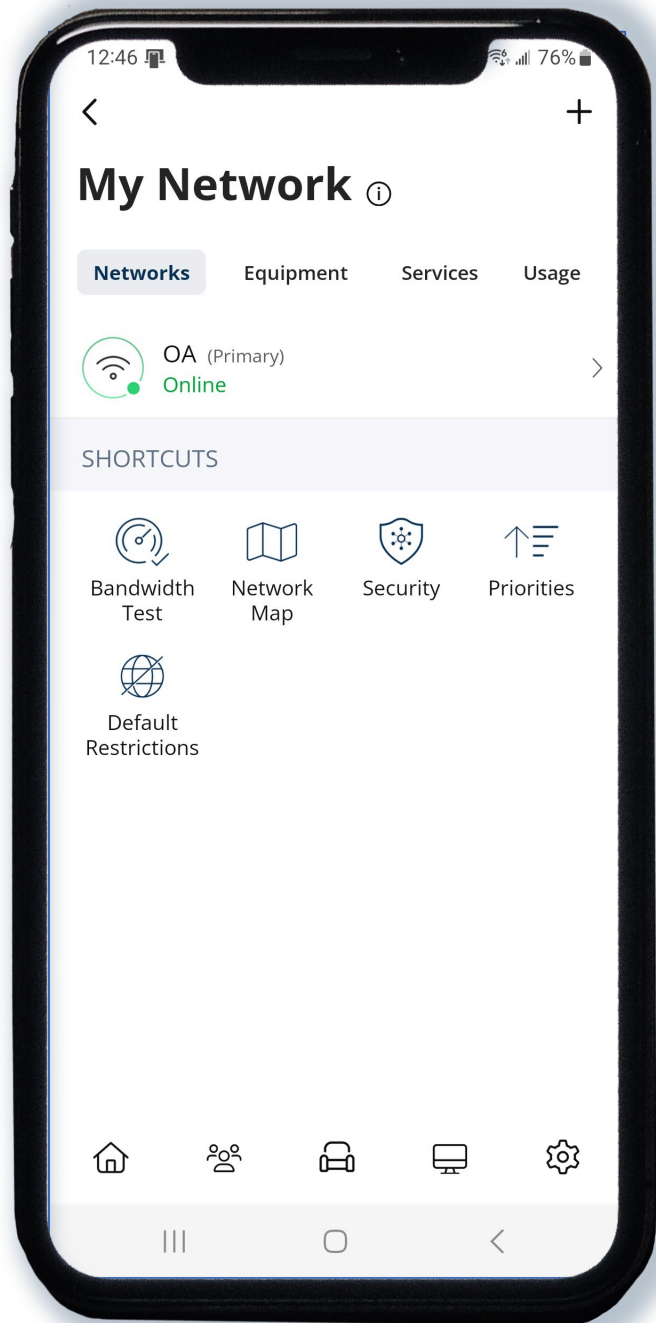 12:46 76%
My Network
Networks Equipment Services Usage
OA (Primary)
Online
SHORTCUTS
Bandwidth Test
Network Map
Security
Priorities
Default Restrictions